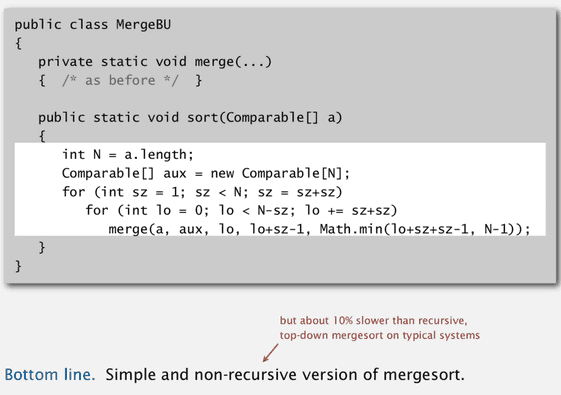 public class MergeBU
{
   private static void merge(...)
   {  /* as before */  }

   public static void sort(Comparable[] a)
   {
      int N = a.length;
      Comparable[] aux = new Comparable[N];
      for (int sz = 1; sz < N; sz = sz+sz)
         for (int lo = 0; lo < N-sz; lo += sz+sz)
            merge(a, aux, lo, lo+sz-1, Math.min(lo+sz+sz-1, N-1));
   }
}
but about 10% slower than recursive,
top-down mergesort on typical systems
Bottom line. Simple and non-recursive version of mergesort.